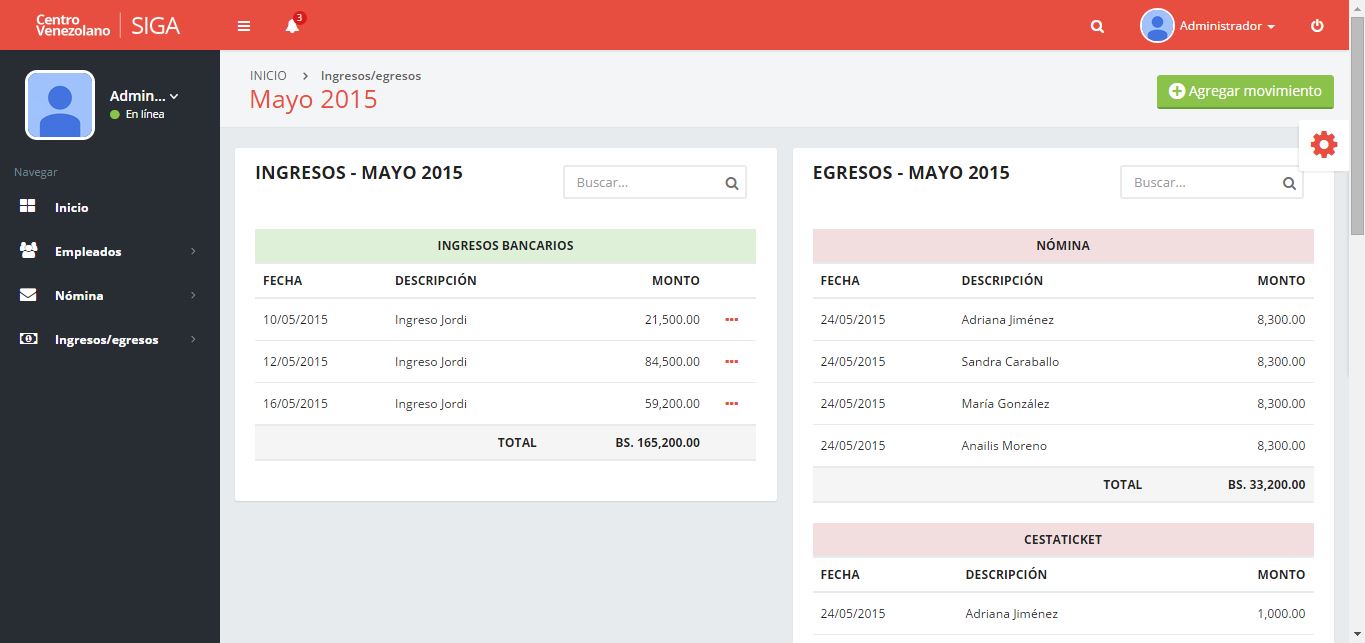 Centro
Venezolano
SIGA
3
Administrador
Admin...
En línea
Navegar
Inicio
Empleados
Nómina
Ingresos/egresos
INICIO > Ingresos/egresos
Mayo 2015
Agregar movimiento
INGRESOS - MAYO 2015
Buscar...
INGRESOS BANCARIOS
FECHA DESCRIPCIÓN MONTO
10/05/2015 Ingreso Jordi 21,500.00
12/05/2015 Ingreso Jordi 84,500.00
16/05/2015 Ingreso Jordi 59,200.00
TOTAL BS. 165,200.00
EGRESOS - MAYO 2015
Buscar...
NÓMINA
FECHA DESCRIPCIÓN MONTO
24/05/2015 Adriana Jiménez 8,300.00
24/05/2015 Sandra Caraballo 8,300.00
24/05/2015 María González 8,300.00
24/05/2015 Anailis Moreno 8,300.00
TOTAL BS. 33,200.00
CESTATICKET
FECHA DESCRIPCIÓN MONTO
24/05/2015 Adriana Jiménez 1,000.00